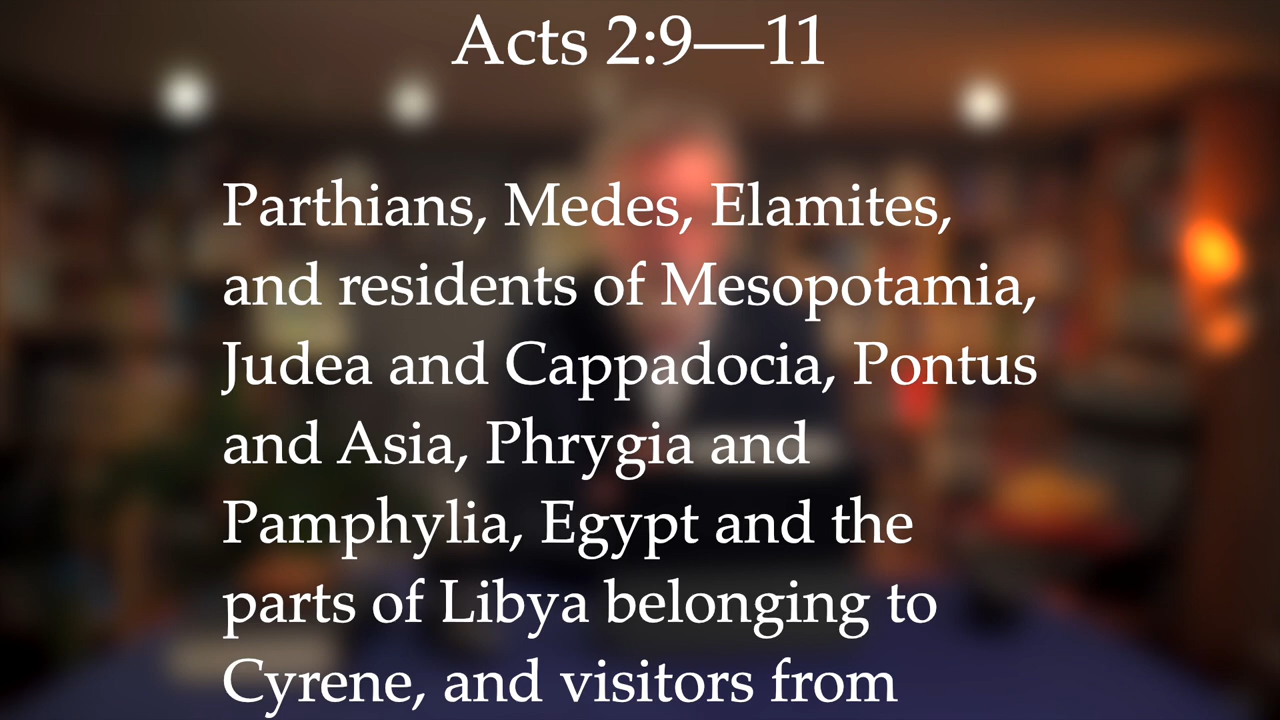 Acts 2:9—11
Parthians, Medes, Elamites,
and residents of Mesopotamia,
Judea and Cappadocia, Pontus
and Asia, Phrygia and
Pamphylia, Egypt and the
parts of Libya belonging to
Cyrene, and visitors from